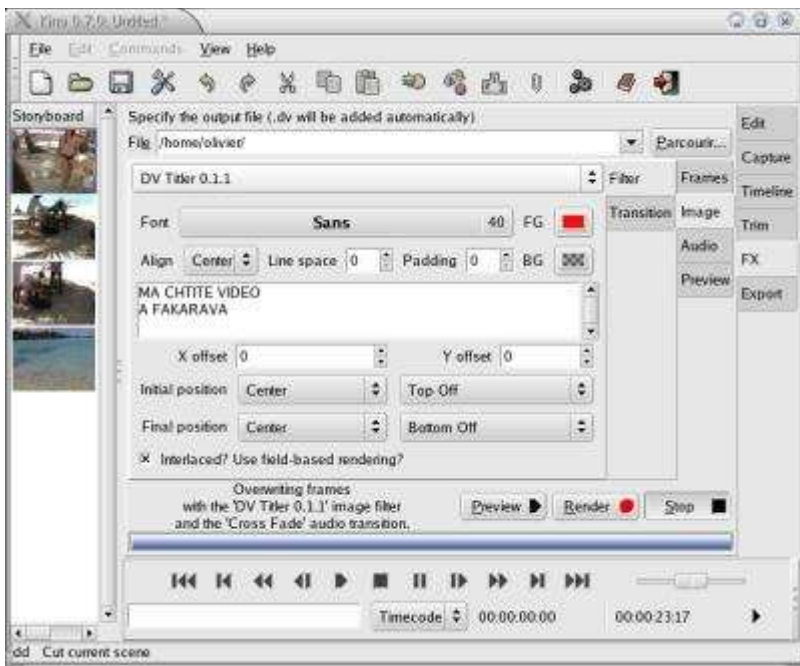 Kino 0.7.0: Untitled *
File Edit Commands View Help
Storyboard
Specify the output file (.dv will be added automatically)
File /home/olivier/ Parcourir...
DV Titler 0.1.1
Font Sans 40 FG
Align Center Line space 0 Padding 0 BG
MA CHTITE VIDEO
A FAKARAVA
X offset 0 Y offset 0
Initial position Center Top Off
Final position Center Bottom Off
Interlaced? Use field-based rendering?
Filter
Transition
Frames
Image
Audio
Preview
Edit
Capture
Timeline
Trim
FX
Export
Overwriting frames
with the 'DV Titler 0.1.1' image filter
and the 'Cross Fade' audio transition.
Preview Render Stop
Timecode 00:00:00:00 00:00:23:17
dd Cut current scene